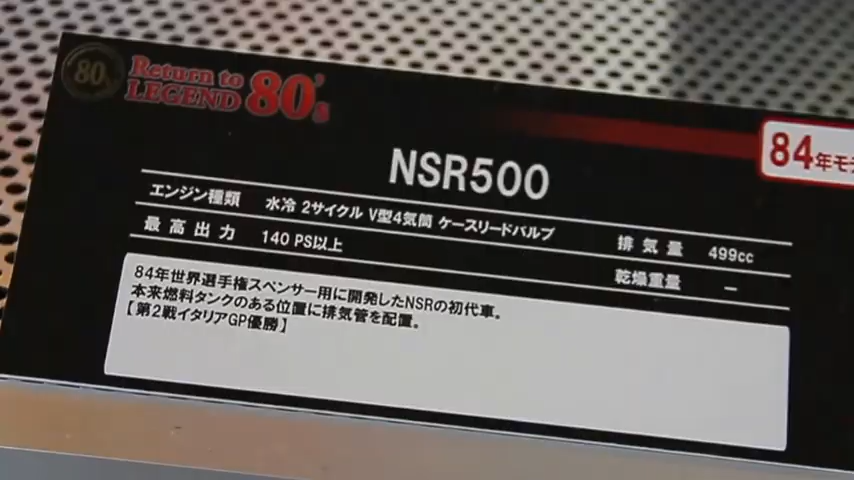 80's
Return to
LEGEND 80's
84年モデ
NSR500
エンジン種類 水冷 2サイクル V型4気筒 ケースリードバルブ 排気量 499cc
最高出力 140 PS以上 乾燥重量 ー
84年世界選手権スペンサー用に開発したNSRの初代車。
本来燃料タンクのある位置に排気管を配置。
【第2戦イタリアGP優勝】